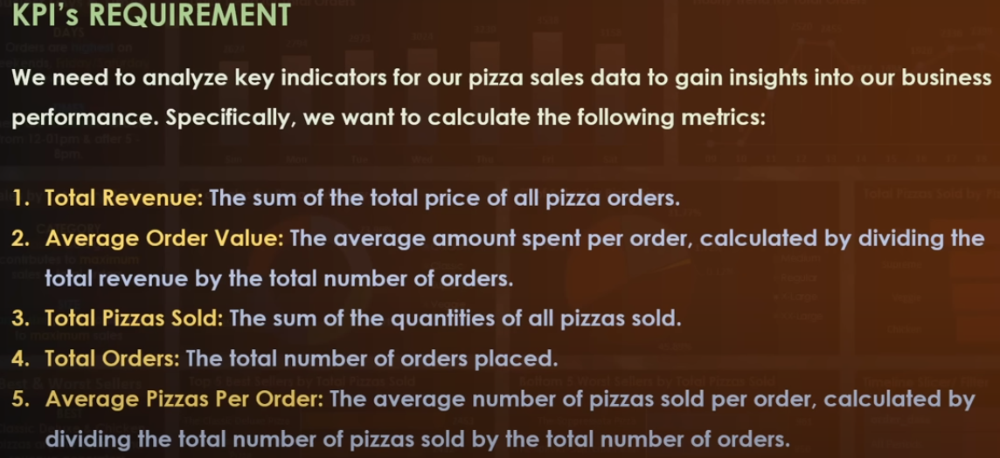 KPI's REQUIREMENT
We need to analyze key indicators for our pizza sales data to gain insights into our business
performance. Specifically, we want to calculate the following metrics:
1. Total Revenue: The sum of the total price of all pizza orders.
2. Average Order Value: The average amount spent per order, calculated by dividing the
total revenue by the total number of orders.
3. Total Pizzas Sold: The sum of the quantities of all pizzas sold.
4. Total Orders: The total number of orders placed.
5. Average Pizzas Per Order: The average number of pizzas sold per order, calculated by
dividing the total number of pizzas sold by the total number of orders.